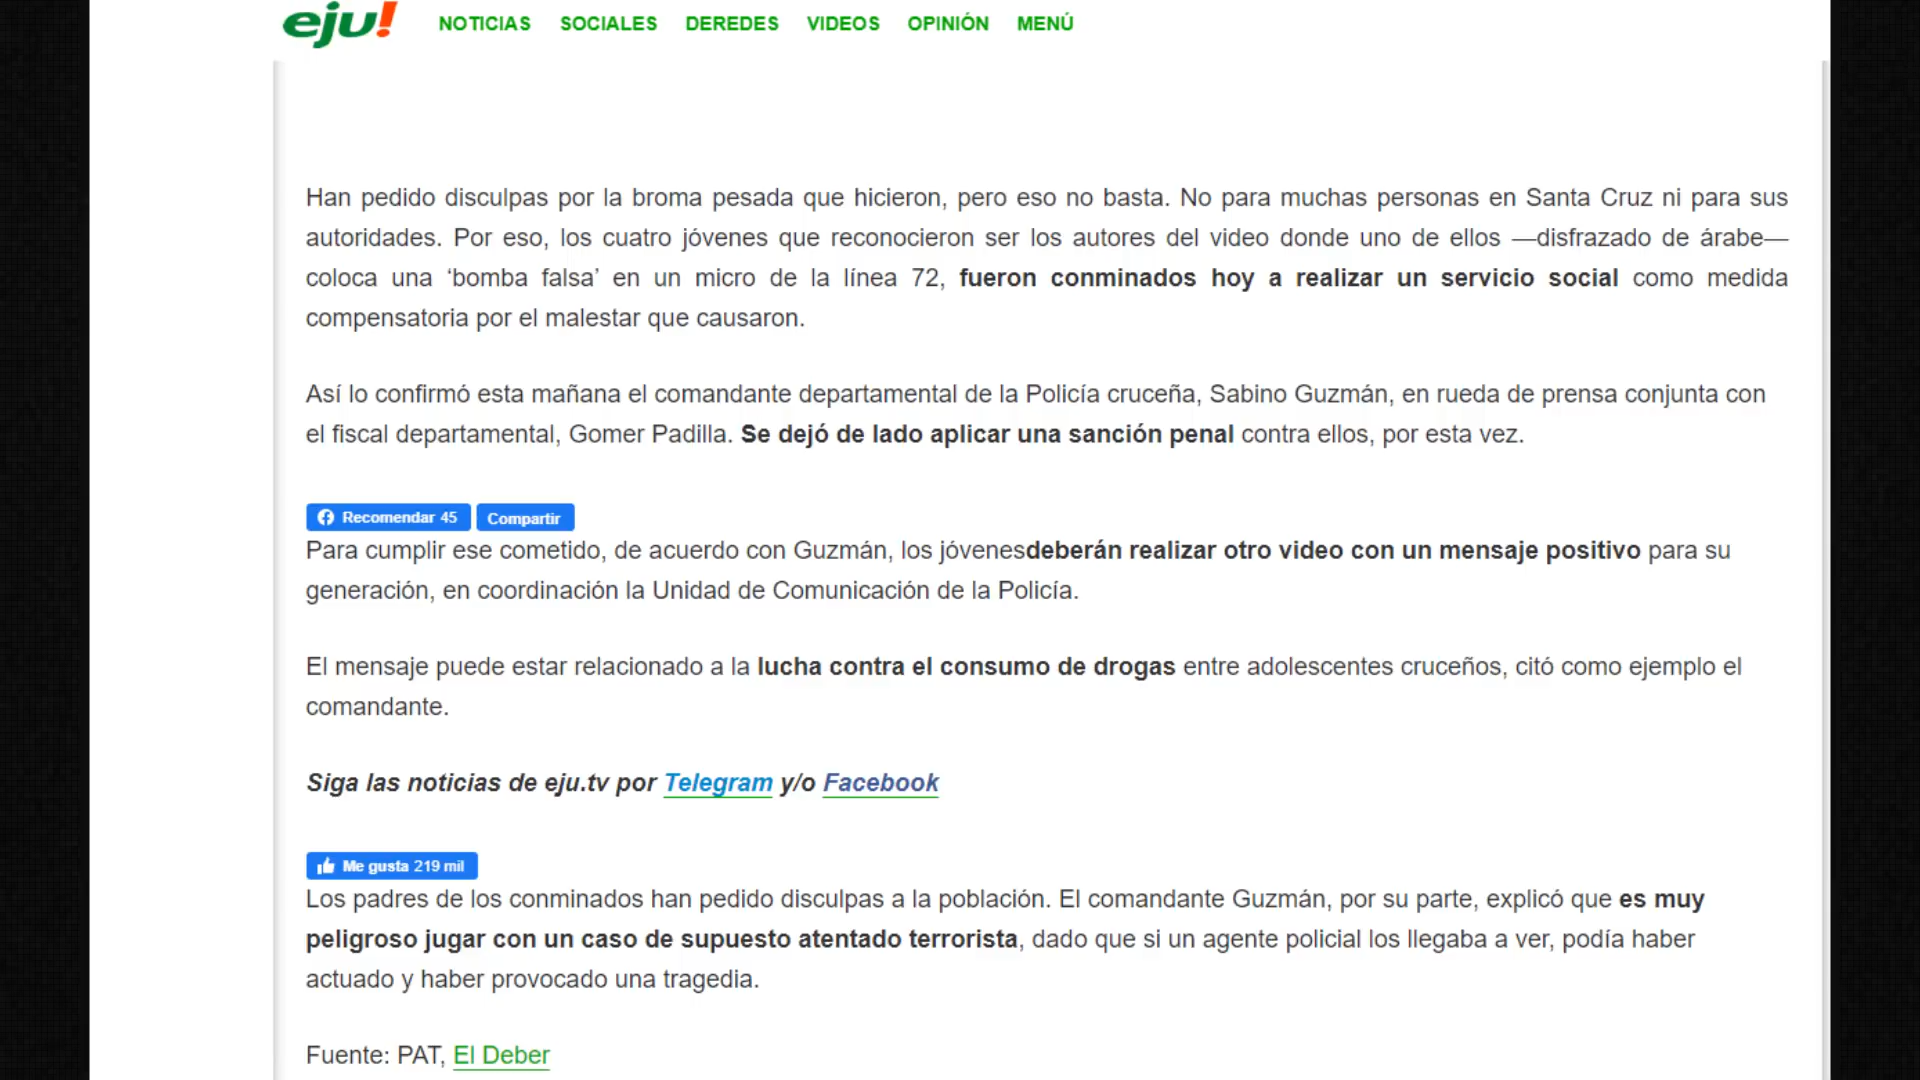 eju!
NOTICIAS SOCIALES DEREDES VIDEOS OPINIÓN MENÚ
Han pedido disculpas por la broma pesada que hicieron, pero eso no basta. No para muchas personas en Santa Cruz ni para sus
autoridades. Por eso, los cuatro jóvenes que reconocieron ser los autores del video donde uno de ellos —disfrazado de árabe—
coloca una ‘bomba falsa’ en un micro de la línea 72, fueron conminados hoy a realizar un servicio social como medida
compensatoria por el malestar que causaron.
Así lo confirmó esta mañana el comandante departamental de la Policía cruceña, Sabino Guzmán, en rueda de prensa conjunta con
el fiscal departamental, Gomer Padilla. Se dejó de lado aplicar una sanción penal contra ellos, por esta vez.
Recomendar 45 Compartir
Para cumplir ese cometido, de acuerdo con Guzmán, los jóvenesdeberán realizar otro video con un mensaje positivo para su
generación, en coordinación la Unidad de Comunicación de la Policía.
El mensaje puede estar relacionado a la lucha contra el consumo de drogas entre adolescentes cruceños, citó como ejemplo el
comandante.
Siga las noticias de eju.tv por Telegram y/o Facebook
Me gusta 219 mil
Los padres de los conminados han pedido disculpas a la población. El comandante Guzmán, por su parte, explicó que es muy
peligroso jugar con un caso de supuesto atentado terrorista, dado que si un agente policial los llegaba a ver, podía haber
actuado y haber provocado una tragedia.
Fuente: PAT, El Deber